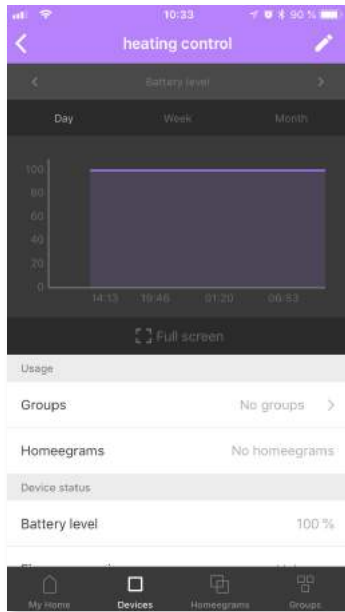 10:33 90 %
heating control
Battery level
Day Week Month
100
80
60
40
20
0
14:13 19:46 01:20 06:53
Full screen
Usage
Groups No groups
Homeegrams No homeegrams
Device status
Battery level 100 %
My Home Devices Homeegrams Groups